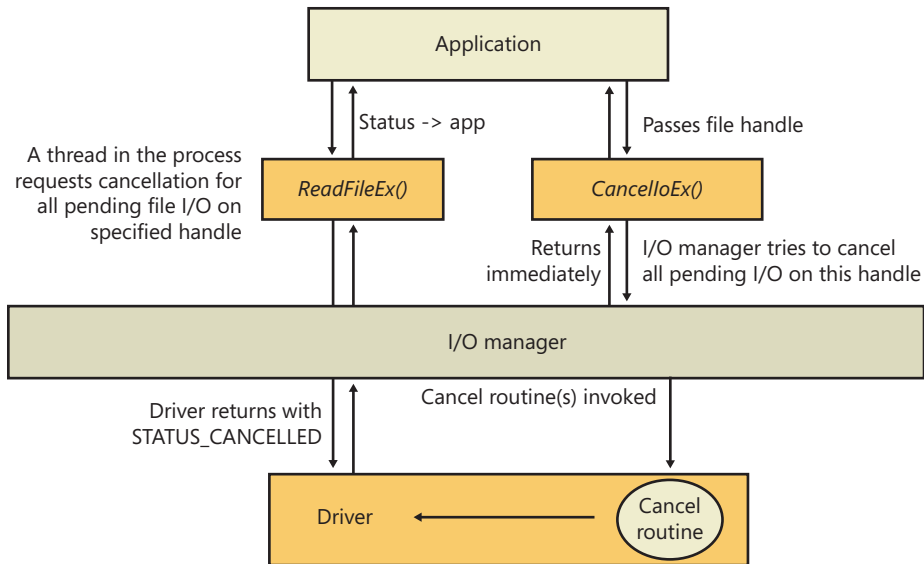 Application
Status -> app
Passes file handle
A thread in the process
requests cancellation for
all pending file I/O on
specified handle
ReadFileEx()
CancelIoEx()
Returns
immediately
I/O manager tries to cancel
all pending I/O on this handle
I/O manager
Driver returns with
STATUS_CANCELLED
Cancel routine(s) invoked
Driver
Cancel
routine